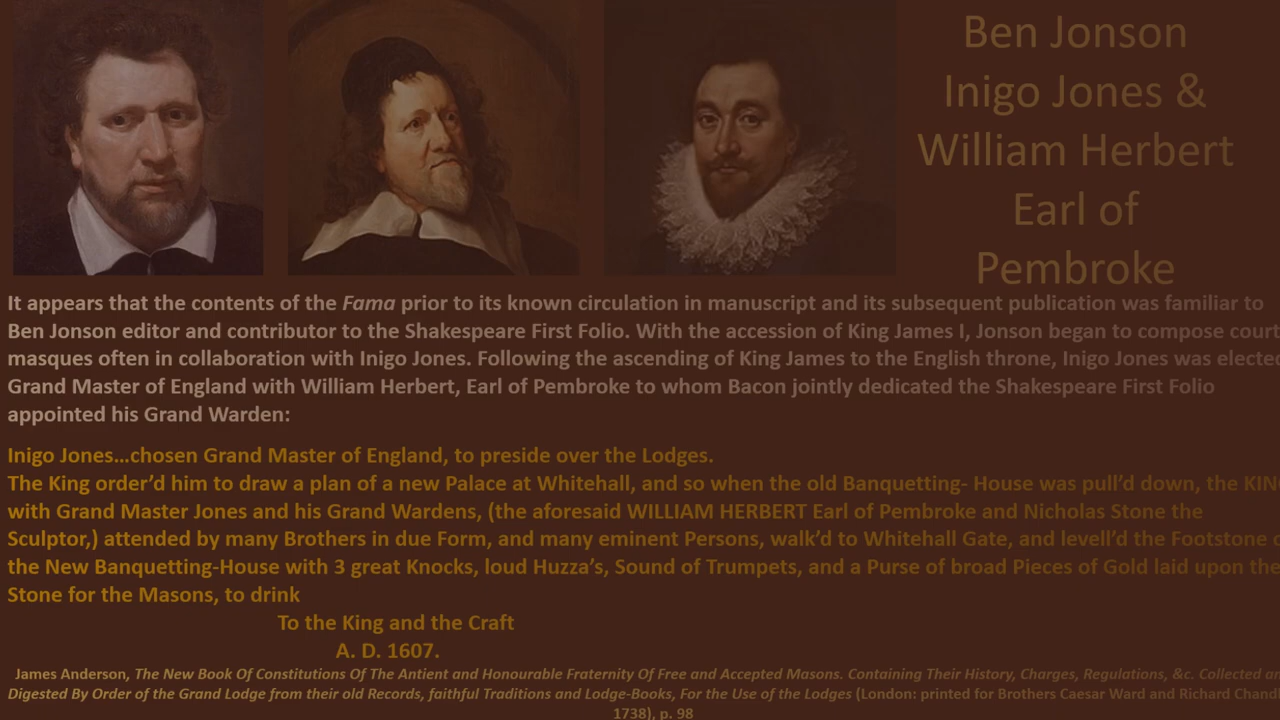 Ben Jonson
Inigo Jones &
William Herbert
Earl of
Pembroke
It appears that the contents of the Fama prior to its known circulation in manuscript and its subsequent publication was familiar to
Ben Jonson editor and contributor to the Shakespeare First Folio. With the accession of King James I, Jonson began to compose court
masques often in collaboration with Inigo Jones. Following the ascending of King James to the English throne, Inigo Jones was electe
Grand Master of England with William Herbert, Earl of Pembroke to whom Bacon jointly dedicated the Shakespeare First Folio
appointed his Grand Warden:
Inigo Jones…chosen Grand Master of England, to preside over the Lodges.
The King order’d him to draw a plan of a new Palace at Whitehall, and so when the old Banquetting- House was pull’d down, the KIN
with Grand Master Jones and his Grand Wardens, (the aforesaid WILLIAM HERBERT Earl of Pembroke and Nicholas Stone the
Sculptor,) attended by many Brothers in due Form, and many eminent Persons, walk’d to Whitehall Gate, and levell’d the Footstone
the New Banquetting-House with 3 great Knocks, loud Huzza’s, Sound of Trumpets, and a Purse of broad Pieces of Gold laid upon the
Stone for the Masons, to drink
To the King and the Craft
A. D. 1607.
James Anderson, The New Book Of Constitutions Of The Antient and Honourable Fraternity Of Free and Accepted Masons. Containing Their History, Charges, Regulations, &c. Collected an
Digested By Order of the Grand Lodge from their old Records, faithful Traditions and Lodge-Books, For the Use of the Lodges (London: printed for Brothers Caesar Ward and Richard Chand
1738), p. 98